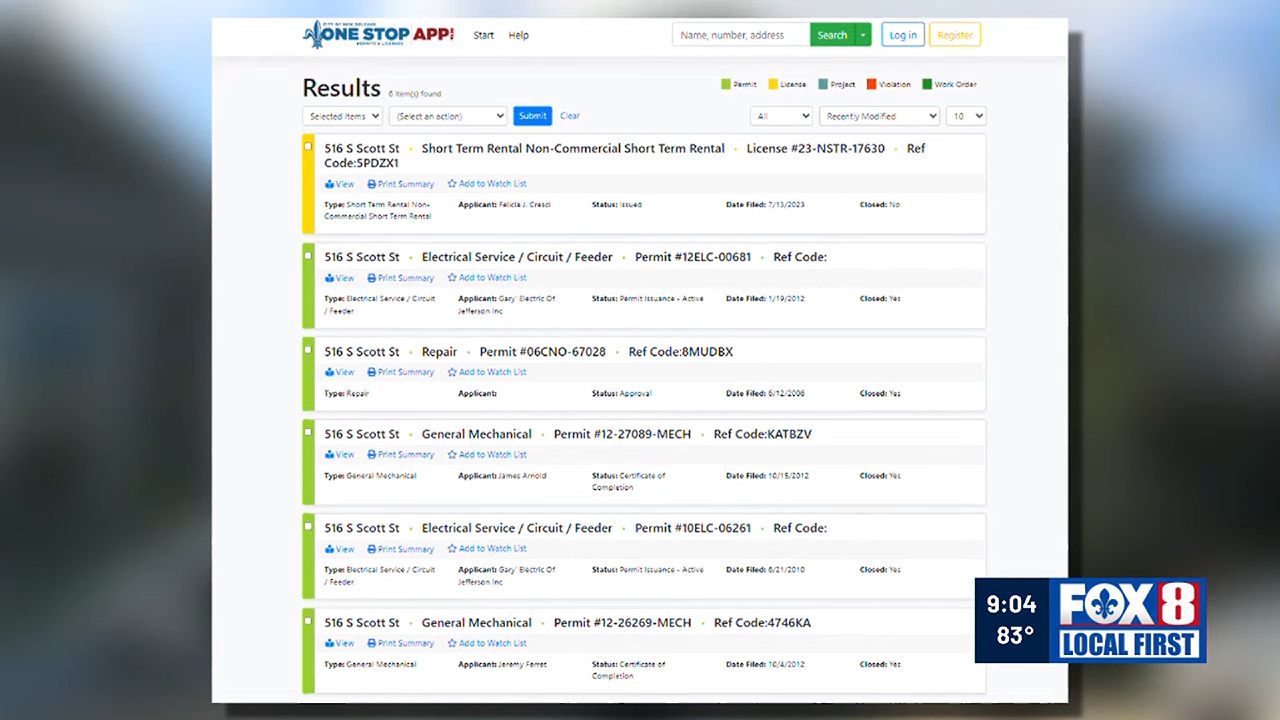 CITY OF NEW ORLEANS
ONE STOP APP!
PERMITS & LICENSES
Start Help
Name, number, address Search Log in Register
Results 6 item(s) found
Permit License Project Violation Work Order
Selected Items (Select an action) Submit Clear All Recently Modified 10
516 S Scott St • Short Term Rental Non-Commercial Short Term Rental • License #23-NSTR-17630 • Ref
Code:5PDZX1
View Print Summary Add to Watch List
Type: Short Term Rental Non- Applicant: Felicia J. Cresci Status: Issued Date Filed: 7/13/2023 Closed: No
Commercial Short Term Rental
516 S Scott St • Electrical Service / Circuit / Feeder • Permit #12ELC-00681 • Ref Code:
View Print Summary Add to Watch List
Type: Electrical Service / Circuit Applicant: Gary' Electric Of Status: Permit Issuance - Active Date Filed: 1/19/2012 Closed: Yes
/ Feeder Jefferson Inc
516 S Scott St • Repair • Permit #06CNO-67028 • Ref Code:8MUDBX
View Print Summary Add to Watch List
Type: Repair Applicant: Status: Approval Date Filed: 6/12/2006 Closed: Yes
516 S Scott St • General Mechanical • Permit #12-27089-MECH • Ref Code:KATBZV
View Print Summary Add to Watch List
Type: General Mechanical Applicant: James Arnold Status: Certificate of Date Filed: 10/15/2012 Closed: Yes
Completion
516 S Scott St • Electrical Service / Circuit / Feeder • Permit #10ELC-06261 • Ref Code:
View Print Summary Add to Watch List
Type: Electrical Service / Circuit Applicant: Gary' Electric Of Status: Permit Issuance - Active Date Filed: 6/21/2010 Closed: Yes
/ Feeder Jefferson Inc
516 S Scott St • General Mechanical • Permit #12-26269-MECH • Ref Code:4746KA
View Print Summary Add to Watch List
Type: General Mechanical Applicant: Jeremy Ferret Status: Certificate of Date Filed: 10/4/2012 Closed: Yes
Completion
9:04
83°
FOX 8
LOCAL FIRST